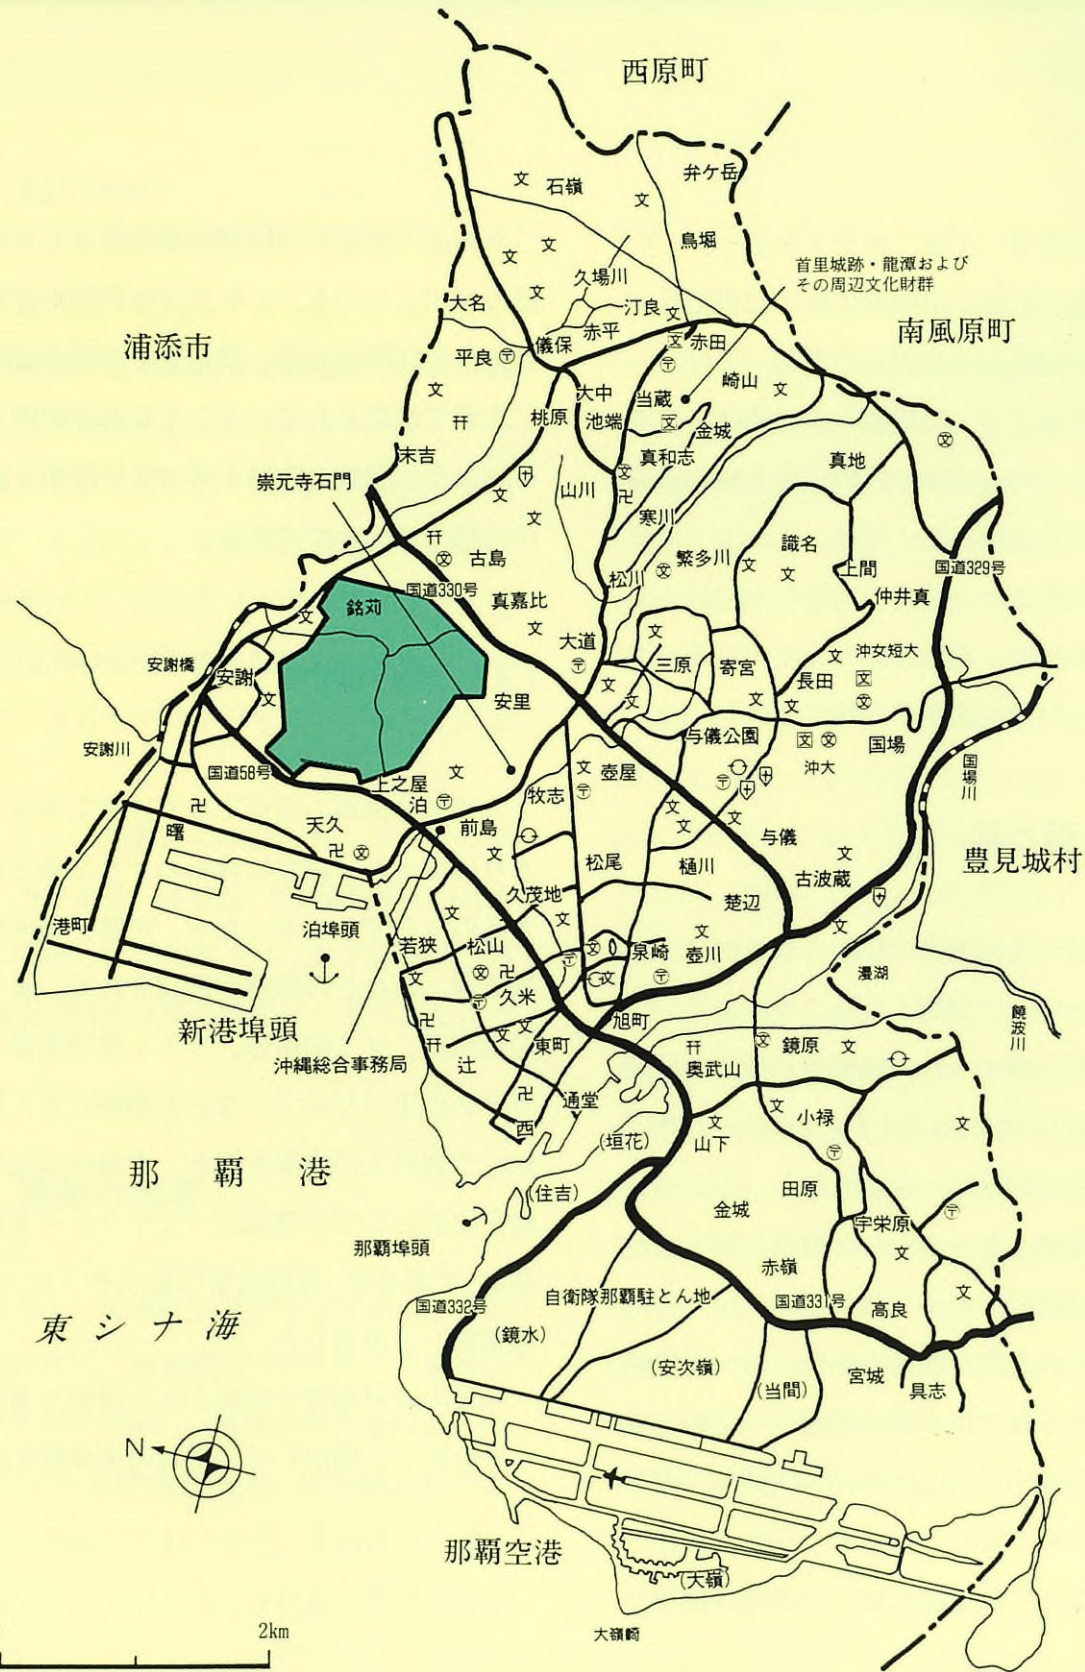 西原町
弁ケ岳
石嶺
鳥堀
首里城跡・龍潭および
その周辺文化財群
久場川
大名
汀良
南風原町
浦添市
儀保
赤平
赤田
平良
崎山
大中
当蔵
桃原
池端
金城
末吉
真和志
真地
崇元寺石門
山川
寒川
識名
古島
繁多川
上間
国道329号
松川
国道330号
銘苅
真嘉比
仲井真
大道
沖女短大
安謝橋
安謝
三原
寄宮
長田
安里
与儀公園
国場
安謝川
国道58号
沖大
上之屋
壺屋
国場川
泊
牧志
曙
天久
前島
与儀
松尾
樋川
古波蔵
豊見城村
久茂地
楚辺
港町
泊埠頭
若狭
松山
泉崎
壺川
漫湖
久米
新港埠頭
旭町
饒波川
沖縄総合事務局
辻
東町
鏡原
奥武山
通堂
小禄
西
(垣花)
山下
那覇港
(住吉)
田原
金城
宇栄原
那覇埠頭
赤嶺
国道332号
自衛隊那覇駐とん地
国道331号
高良
東シナ海
(鏡水)
(安次嶺)
(当間)
宮城
具志
N
那覇空港
(大嶺)
大嶺崎
2km